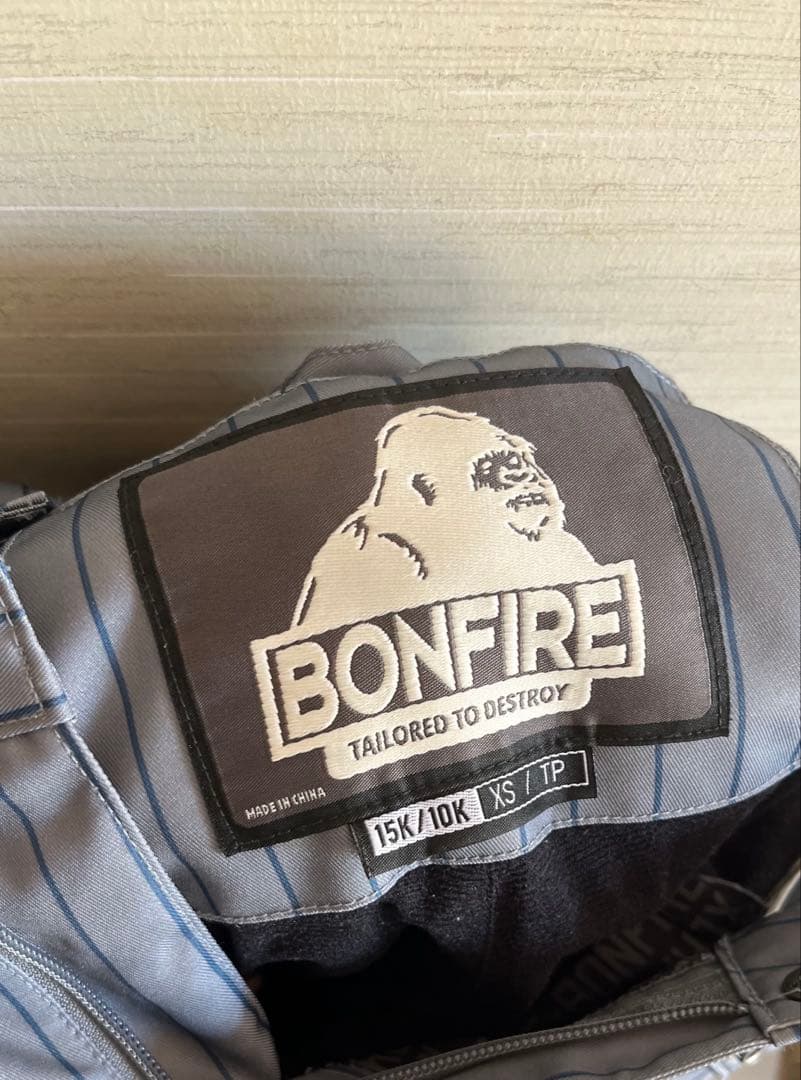 BONFIRE
TAILORED TO DESTROY
MADE IN CHINA
15K/10K XS / TP